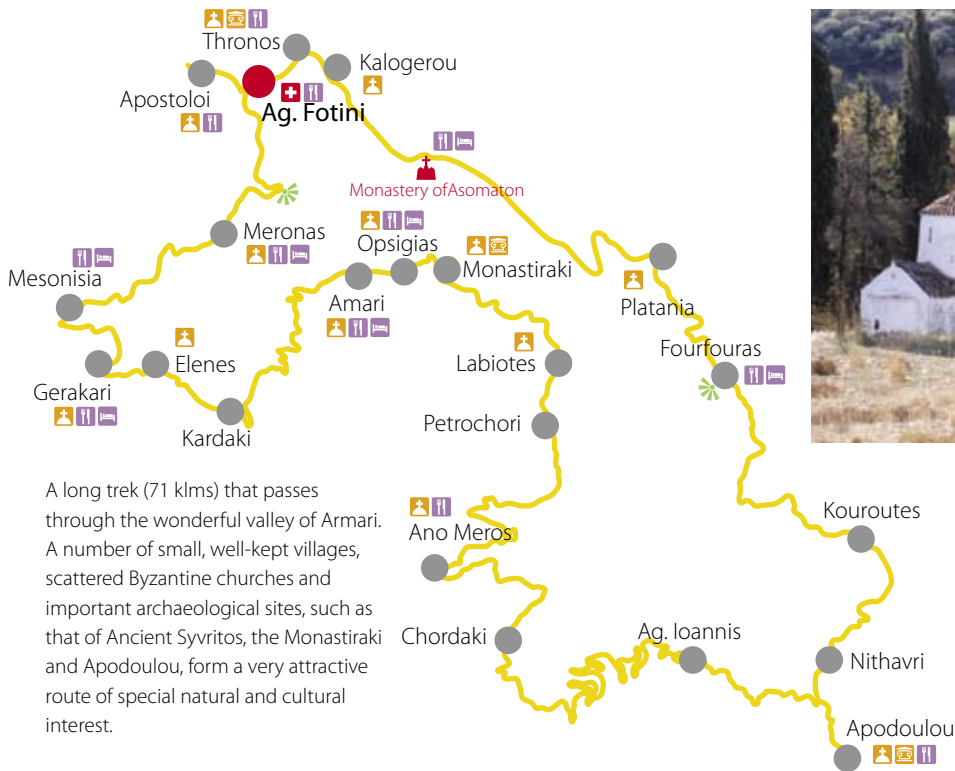 Thronos
Kalogerou
Apostoloi
Ag. Fotini
Monastery of Asomaton
Meronas
Opsigias
Monastiraki
Mesonisia
Amari
Platania
Elenes
Labiotes
Fourfouras
Gerakari
Kardaki
Petrochori
A long trek (71 klms) that passes
through the wonderful valley of Armari.
A number of small, well-kept villages,
scattered Byzantine churches and
important archaeological sites, such as
that of Ancient Syvritos, the Monastiraki
and Apodoulou, form a very attractive
route of special natural and cultural
interest.
Ano Meros
Kouroutes
Chordaki
Ag. Ioannis
Nithavri
Apodoulou